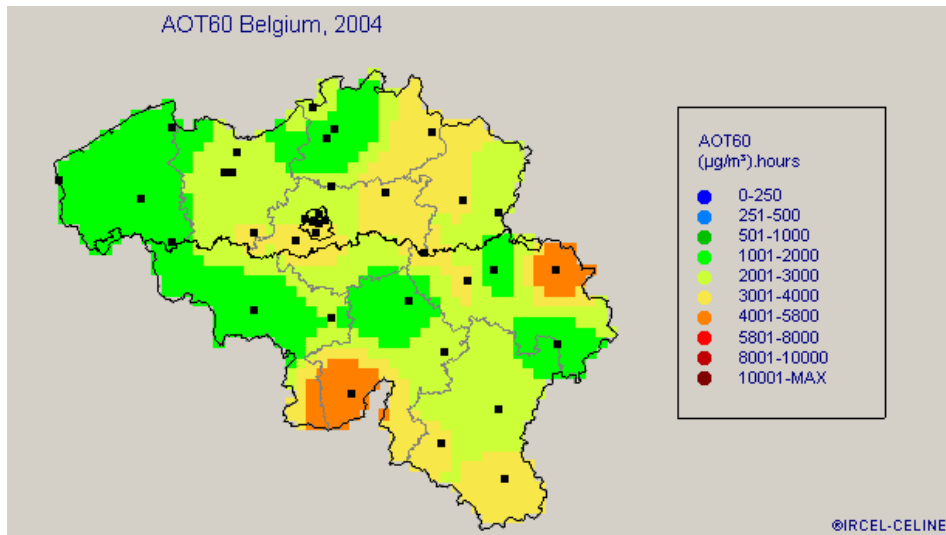 AOT60 Belgium, 2004
AOT60
(µg/m³).hours
0-250
251-500
501-1000
1001-2000
2001-3000
3001-4000
4001-5800
5801-8000
8001-10000
10001-MAX
©IRCEL-CELINE